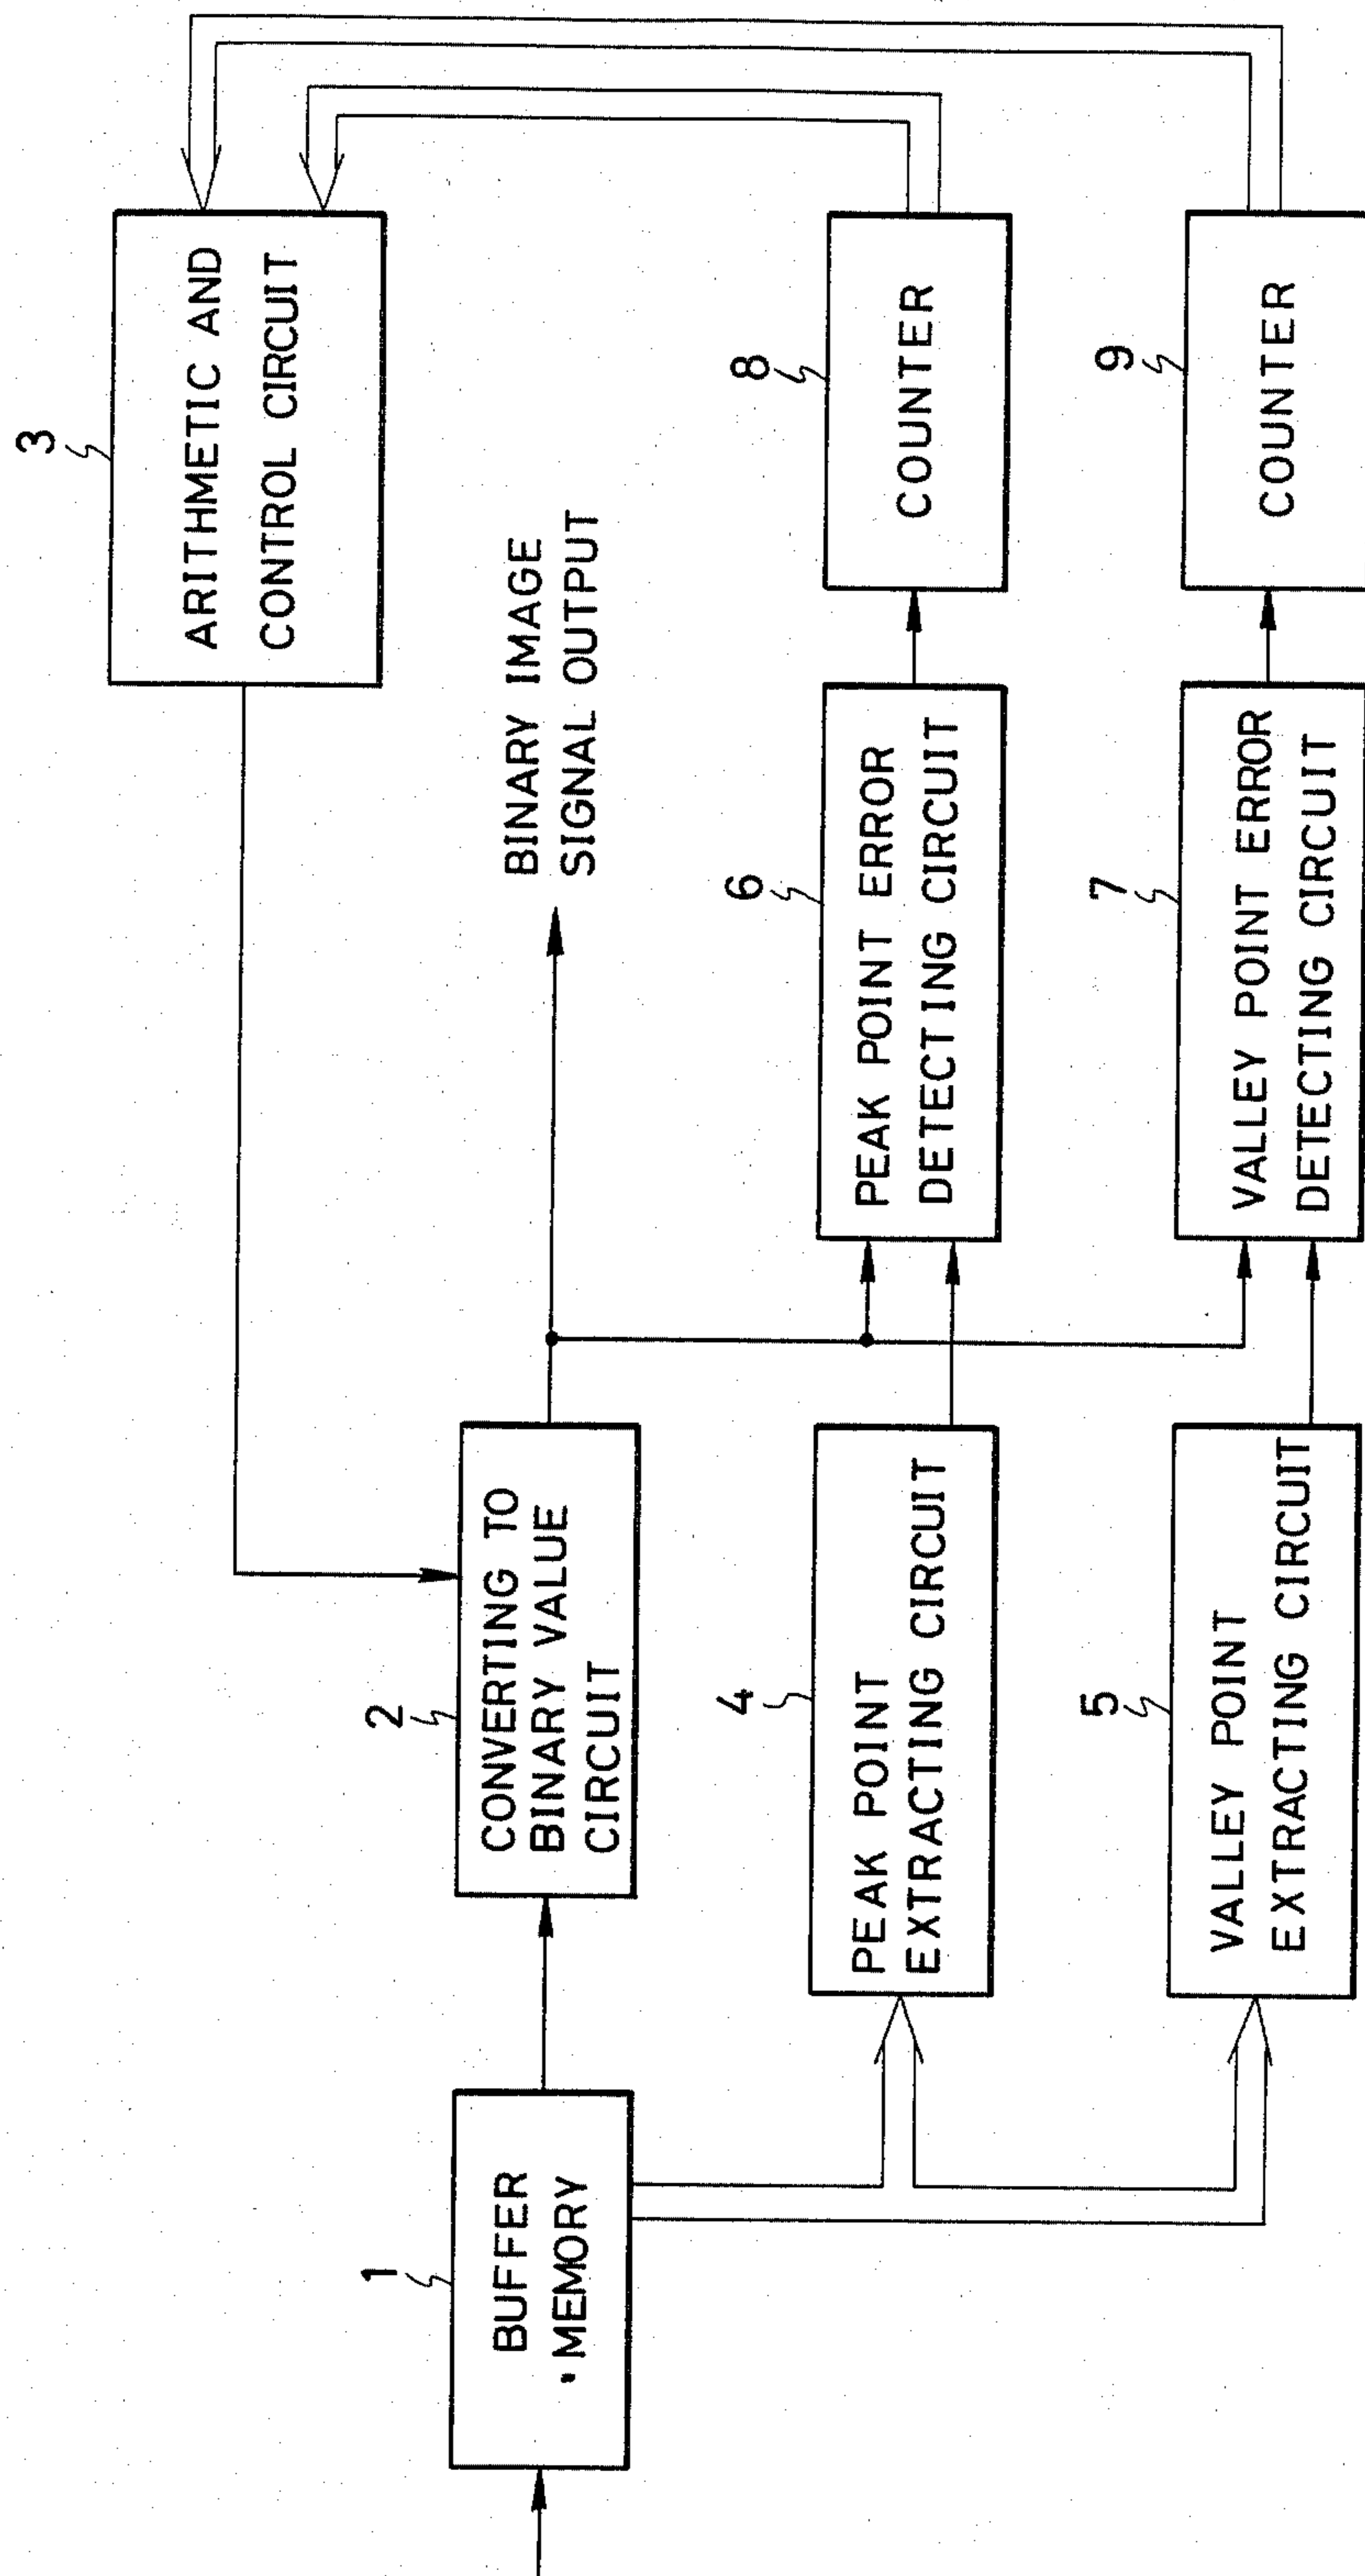 3
ARITHMETIC AND
CONTROL CIRCUIT
1
BUFFER
MEMORY
2
CONVERTING TO
BINARY VALUE
CIRCUIT
BINARY IMAGE
SIGNAL OUTPUT
4
PEAK POINT
EXTRACTING CIRCUIT
6
PEAK POINT ERROR
DETECTING CIRCUIT
8
COUNTER
5
VALLEY POINT
EXTRACTING CIRCUIT
7
VALLEY POINT ERROR
DETECTING CIRCUIT
9
COUNTER